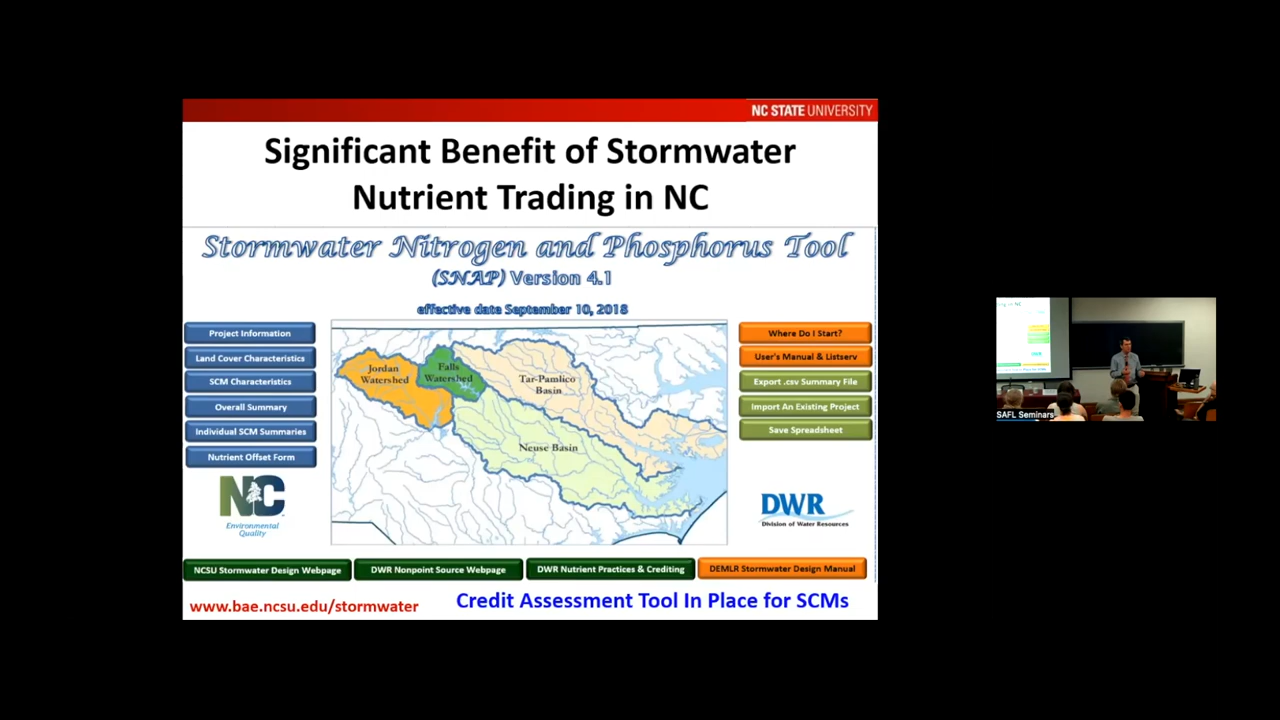 NC STATE UNIVERSITY
Significant Benefit of Stormwater
Nutrient Trading in NC
Stormwater Nitrogen and Phosphorus Tool
(SNAP) Version 4.1
effective date September 10, 2018
Project Information
Land Cover Characteristics
SCM Characteristics
Overall Summary
Individual SCM Summaries
Nutrient Offset Form
Jordan
Watershed
Falls
Watershed
Tar-Pamlico
Basin
Neuse Basin
Where Do I Start?
User's Manual & Listserv
Export .csv Summary File
Import An Existing Project
Save Spreadsheet
NC
Environmental
Quality
DWR
Division of Water Resources
NCSU Stormwater Design Webpage
DWR Nonpoint Source Webpage
DWR Nutrient Practices & Crediting
DEMLR Stormwater Design Manual
www.bae.ncsu.edu/stormwater
Credit Assessment Tool In Place for SCMs
SAFL Seminars